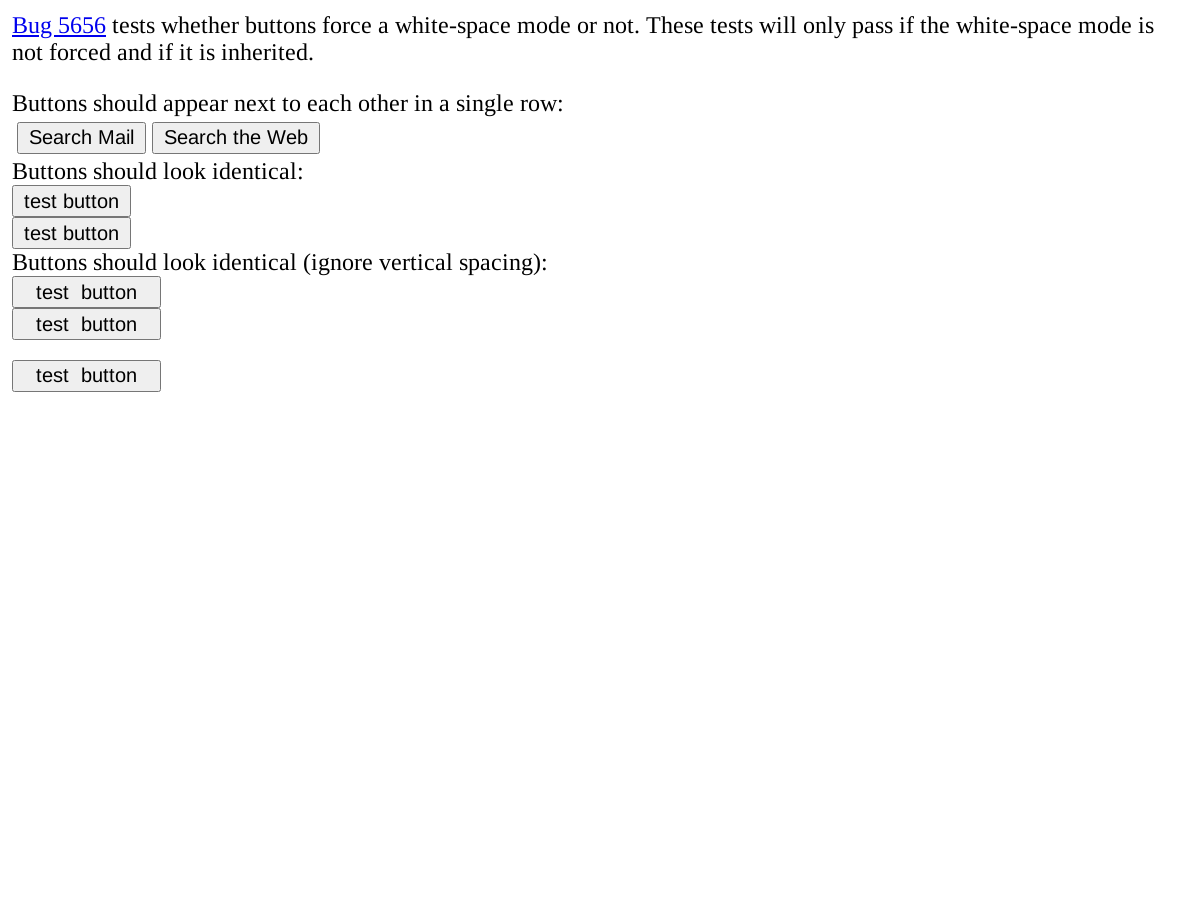 Bug 5656 tests whether buttons force a white-space mode or not. These tests will only pass if the white-space mode is
not forced and if it is inherited.
Buttons should appear next to each other in a single row:
Search Mail Search the Web
Buttons should look identical:
test button
test button
Buttons should look identical (ignore vertical spacing):
test  button
test  button
test  button